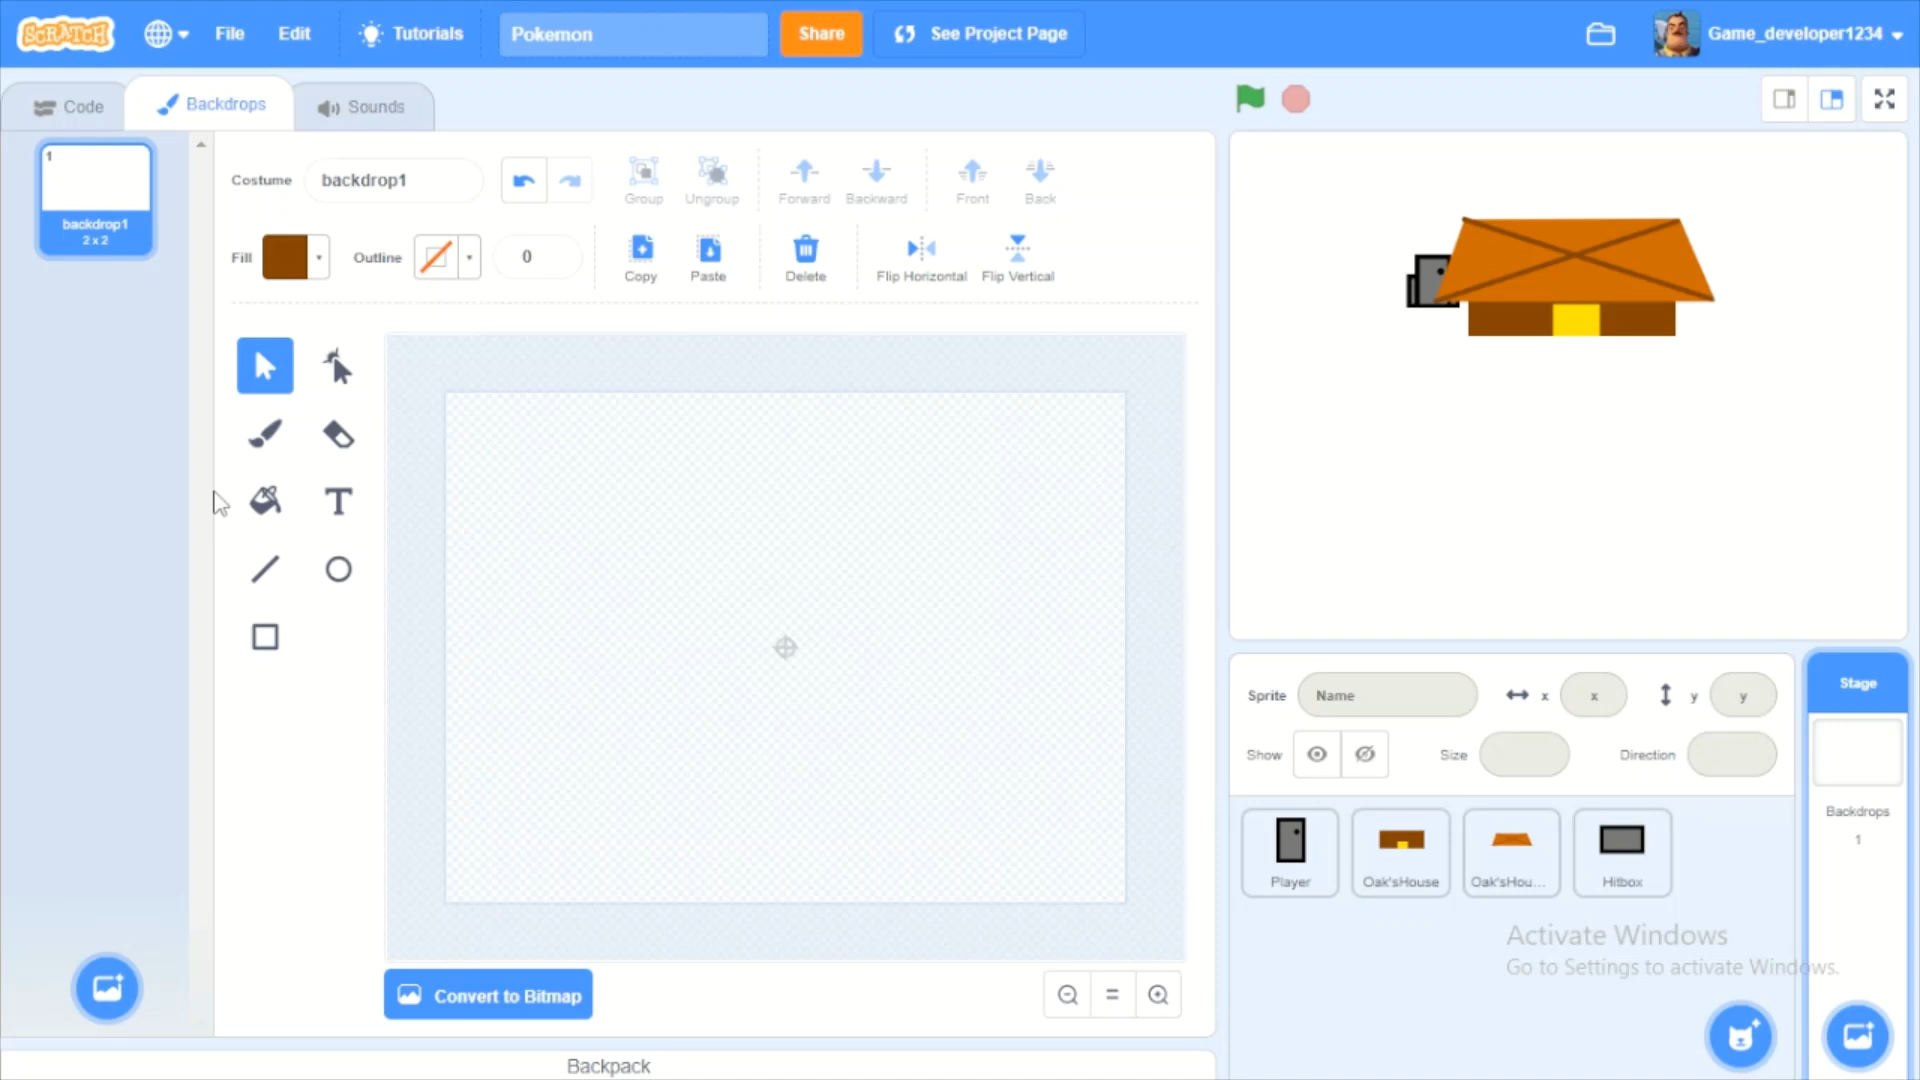 SCRATCH File Edit Tutorials Pokemon Share See Project Page Game_developer1234
Code Backdrops Sounds
1
backdrop1
2 x 2
Costume backdrop1 Group Ungroup Forward Backward Front Back
Fill Outline 0 Copy Paste Delete Flip Horizontal Flip Vertical
T
Convert to Bitmap
=
Backpack
Sprite Name x x y y
Show Size Direction
Player Oak'sHouse Oak'sHou... Hitbox
Stage
Backdrops
1
Activate Windows
Go to Settings to activate Windows.